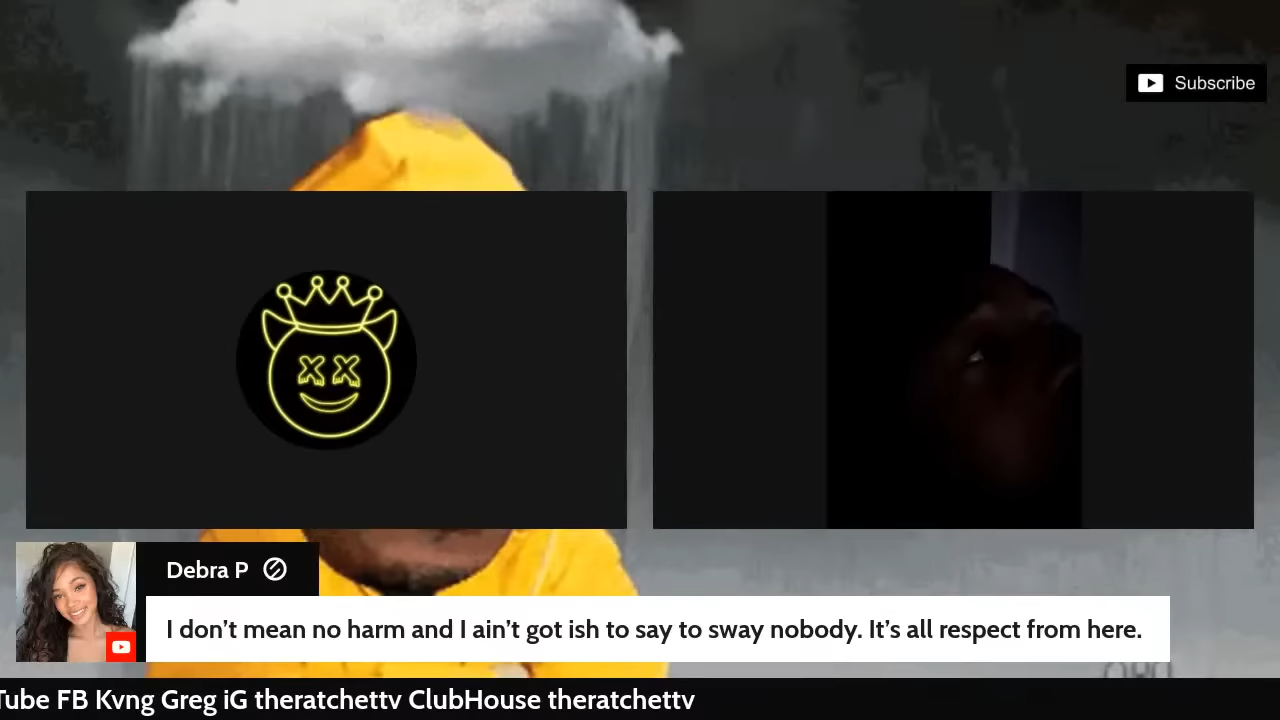 Subscribe
Debra P
I don't mean no harm and I ain't got ish to say to sway nobody. It's all respect from here.
Tube FB Kvng Greg iG theratchettv ClubHouse theratchettv